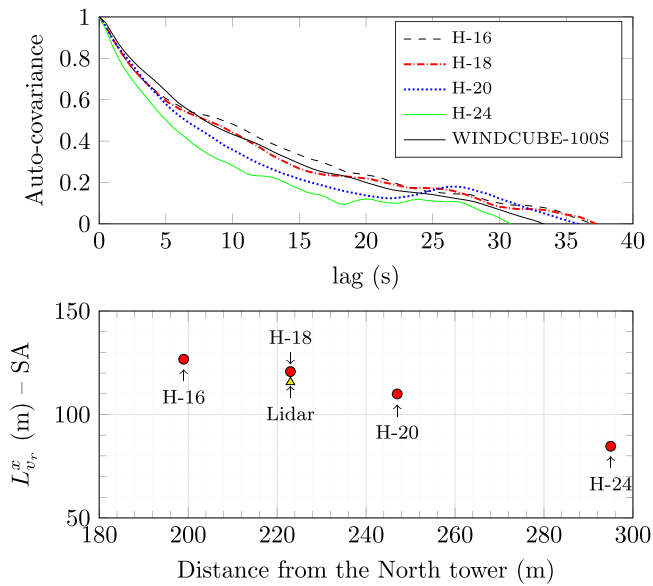 1
0.8
0.6
0.4
0.2
0
Auto-covariance
H-16
H-18
H-20
H-24
WINDCUBE-100S
0 5 10 15 20 25 30 35 40
lag (s)
150
100
50
L^x_{v_r} (m) – SA
H-18
H-16
Lidar
H-20
H-24
180 200 220 240 260 280 300
Distance from the North tower (m)